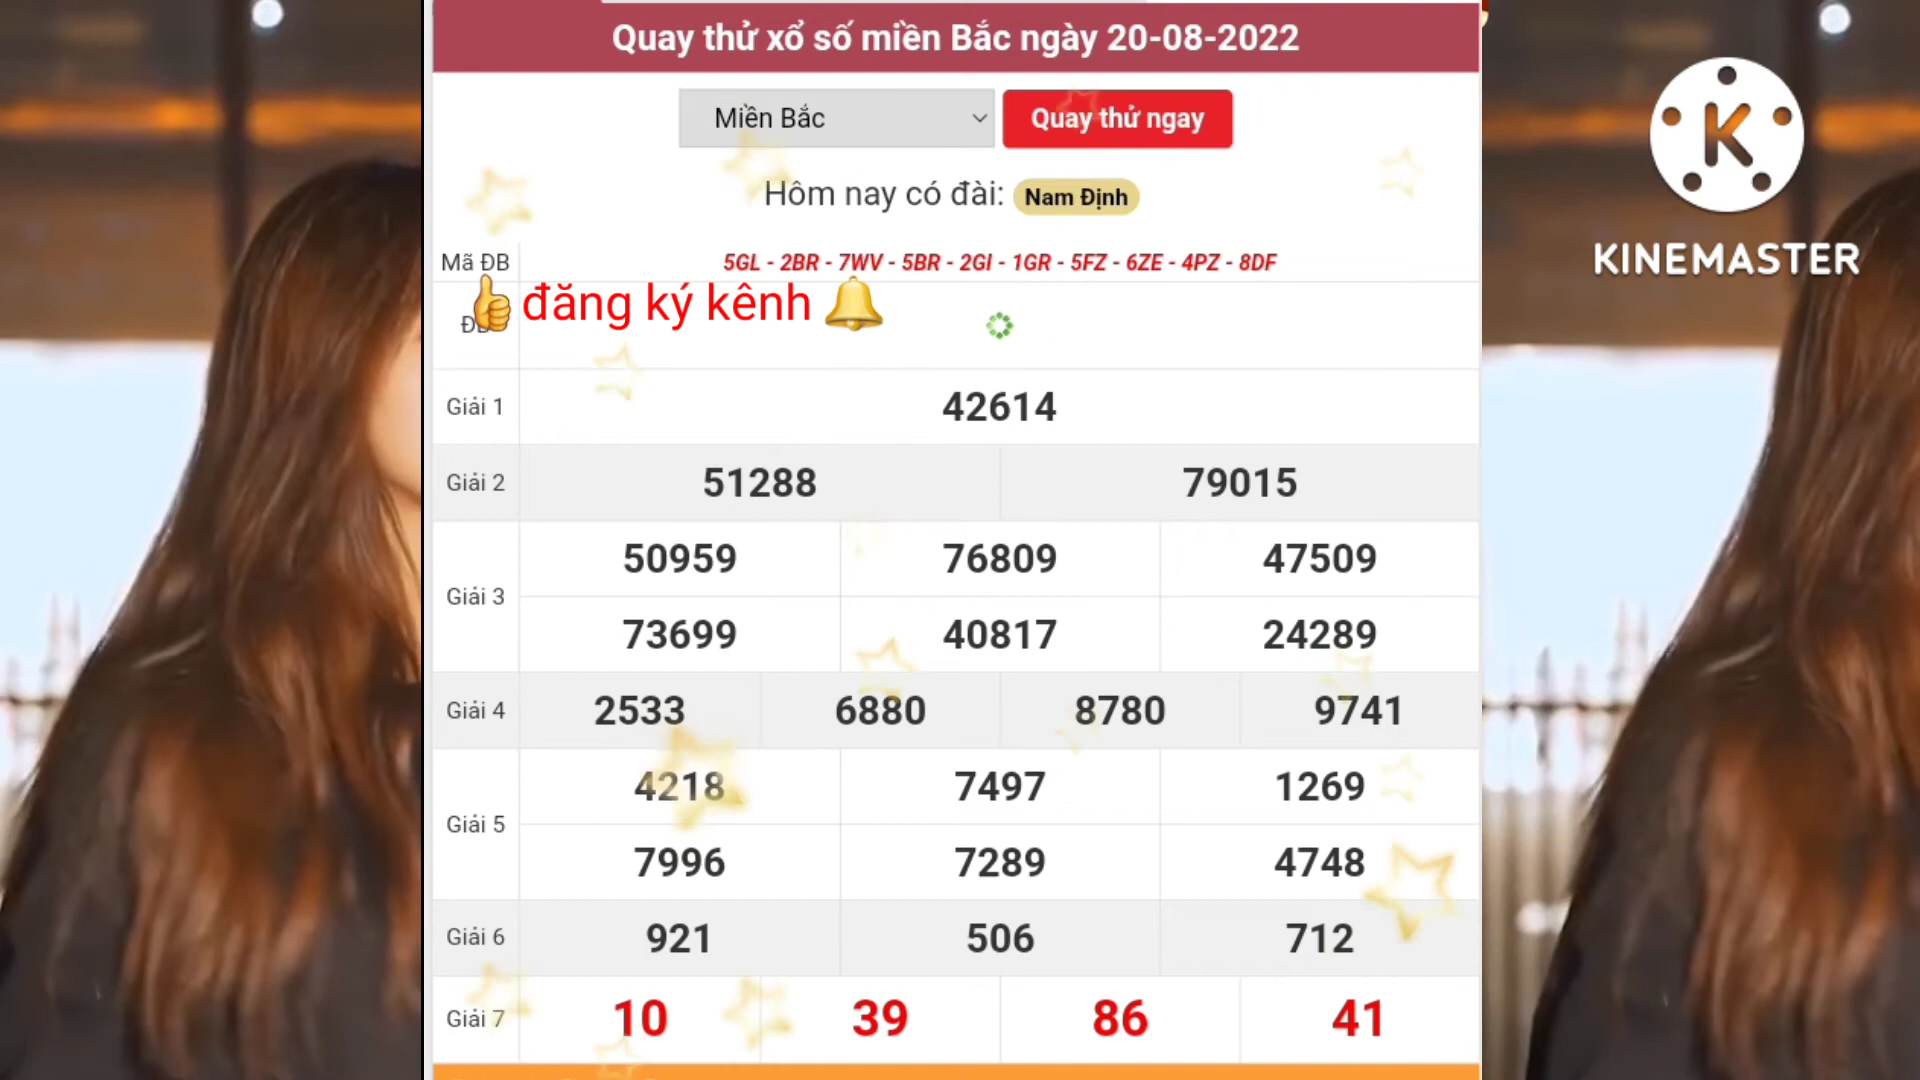 Quay thử xổ số miền Bắc ngày 20-08-2022
Miền Bắc
Quay thử ngay
Hôm nay có đài: Nam Định
K
KINEMASTER
Mã ĐB 5GL - 2BR - 7WV - 5BR - 2GI - 1GR - 5FZ - 6ZE - 4PZ - 8DF
đăng ký kênh
Giải 1 42614
Giải 2 51288 79015
Giải 3
50959 76809 47509
73699 40817 24289
Giải 4 2533 6880 8780 9741
Giải 5
4218 7497 1269
7996 7289 4748
Giải 6 921 506 712
Giải 7 10 39 86 41